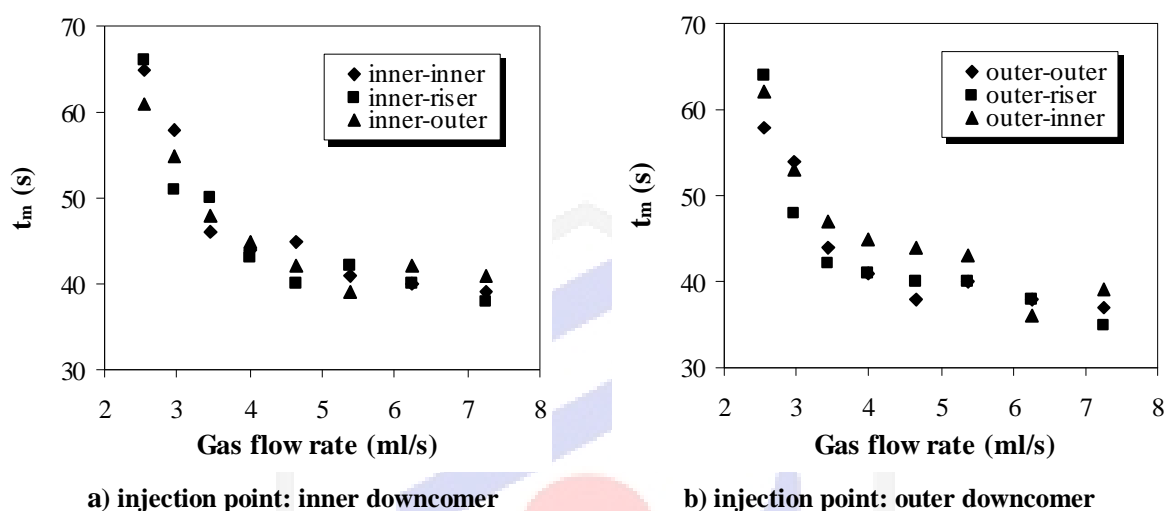 70
60
50
40
30
t_m (s)
inner-inner
inner-riser
inner-outer
2 3 4 5 6 7 8
Gas flow rate (ml/s)
a) injection point: inner downcomer
70
60
50
40
30
t_m (s)
outer-outer
outer-riser
outer-inner
2 3 4 5 6 7 8
Gas flow rate (ml/s)
b) injection point: outer downcomer